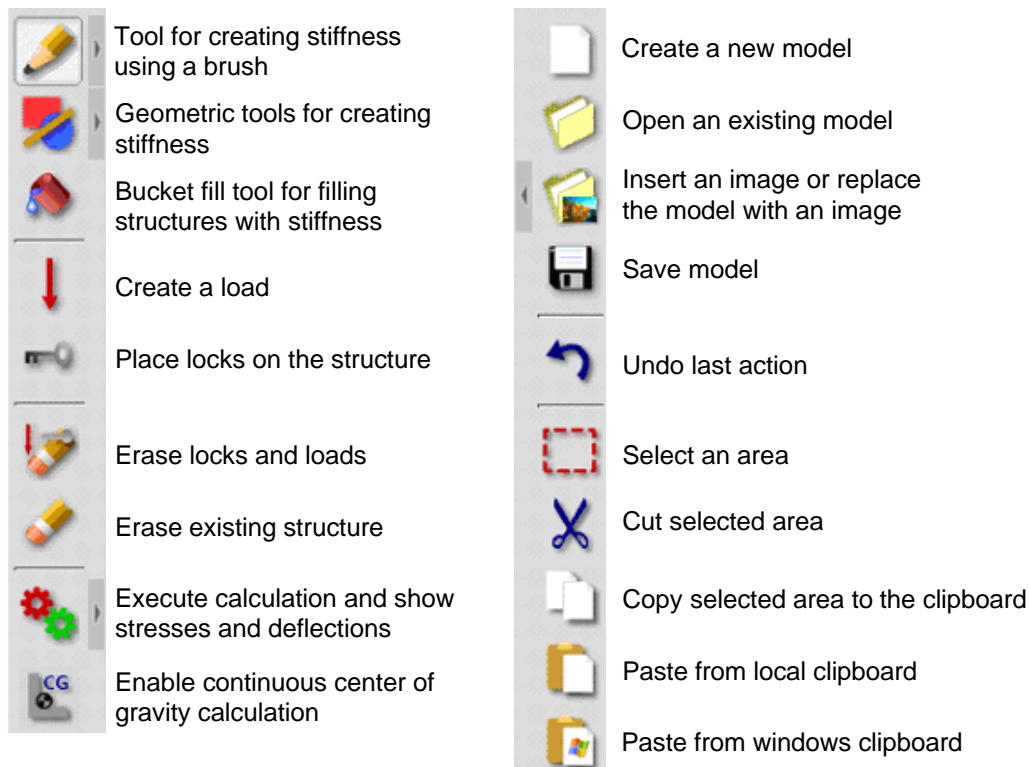 Tool for creating stiffness
using a brush
Geometric tools for creating
stiffness
Bucket fill tool for filling
structures with stiffness
Create a load
Place locks on the structure
Erase locks and loads
Erase existing structure
Execute calculation and show
stresses and deflections
CG
Enable continuous center of
gravity calculation
Create a new model
Open an existing model
Insert an image or replace
the model with an image
Save model
Undo last action
Select an area
Cut selected area
Copy selected area to the clipboard
Paste from local clipboard
Paste from windows clipboard